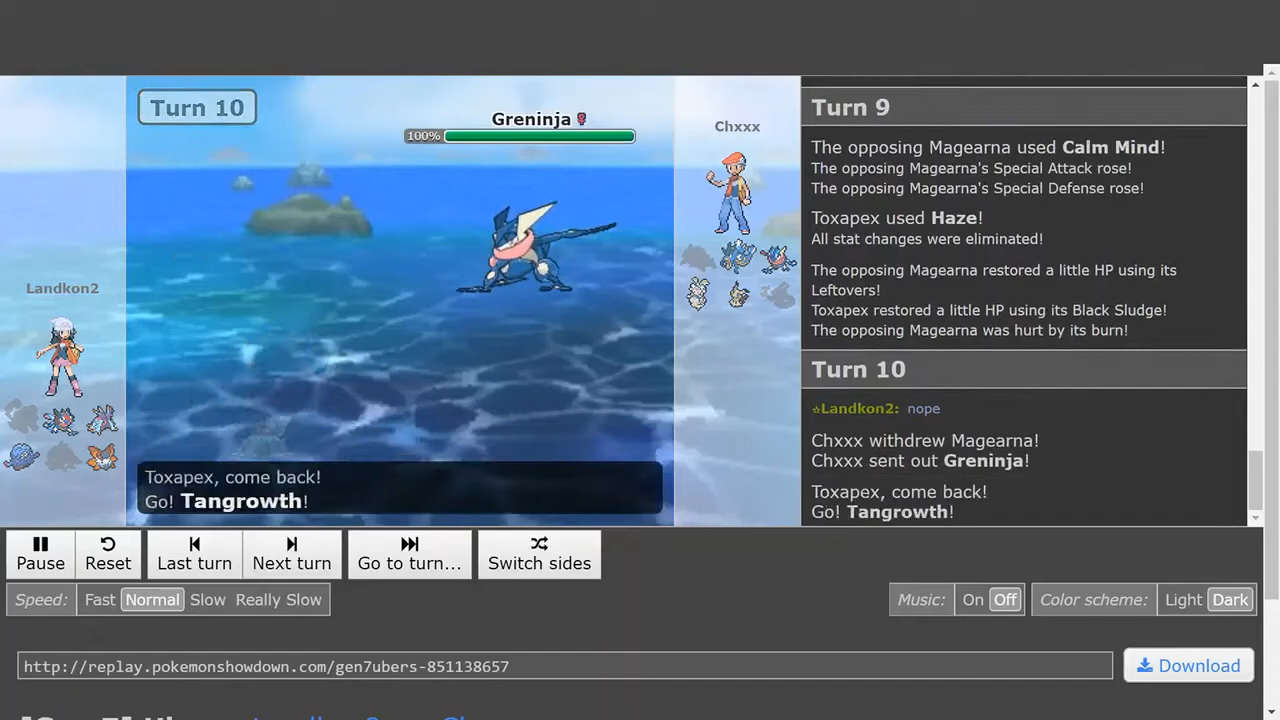 Turn 10
Greninja
100%
Chxxx
Landkon2
Toxapex, come back!
Go! Tangrowth!
Turn 9
The opposing Magearna used Calm Mind!
The opposing Magearna's Special Attack rose!
The opposing Magearna's Special Defense rose!
Toxapex used Haze!
All stat changes were eliminated!
The opposing Magearna restored a little HP using its
Leftovers!
Toxapex restored a little HP using its Black Sludge!
The opposing Magearna was hurt by its burn!
Turn 10
☆Landkon2: nope
Chxxx withdrew Magearna!
Chxxx sent out Greninja!
Toxapex, come back!
Go! Tangrowth!
Pause Reset Last turn Next turn Go to turn... Switch sides
Speed: Fast Normal Slow Really Slow
Music: On Off Color scheme: Light Dark
http://replay.pokemonshowdown.com/gen7ubers-851138657
Download